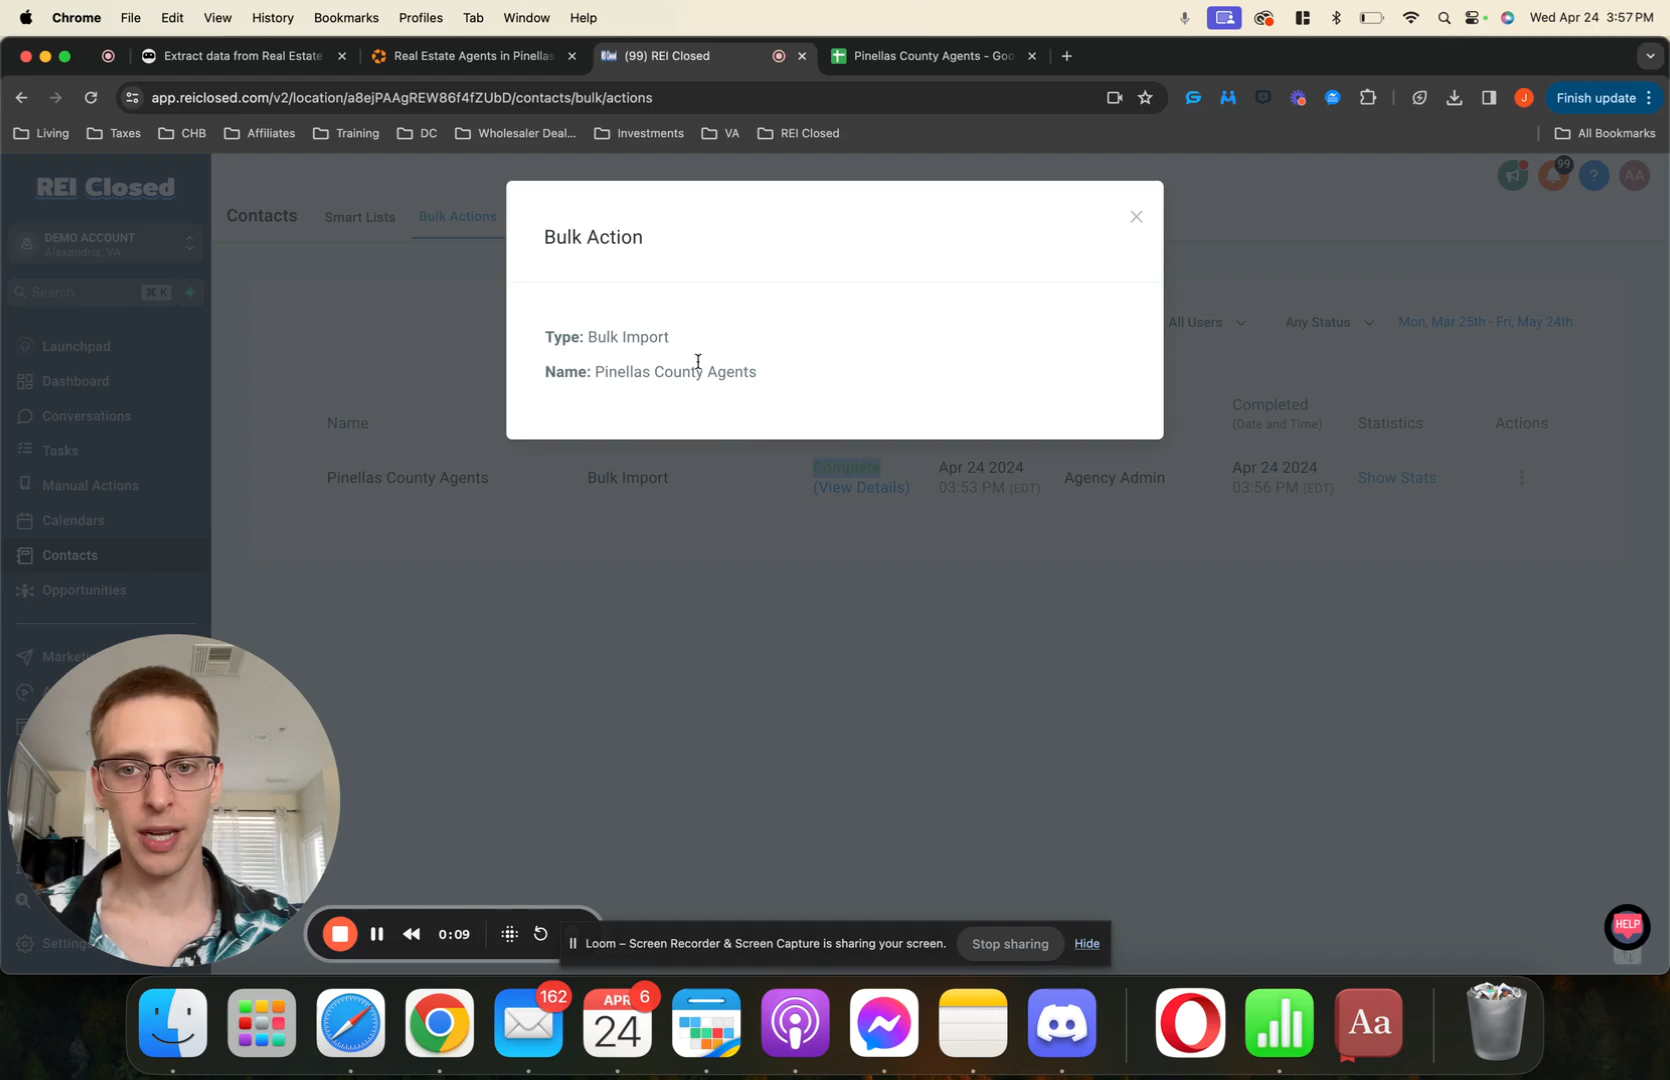 Chrome File Edit View History Bookmarks Profiles Tab Window Help Wed Apr 24 3:57 PM
Extract data from Real Estate Real Estate Agents in Pinellas (99) REI Closed Pinellas County Agents - Goo
app.reiclosed.com/v2/location/a8ejPAAgREW86f4fZUbD/contacts/bulk/actions J Finish update
Living Taxes CHB Affiliates Training DC Wholesaler Deal... Investments VA REI Closed All Bookmarks
REI Closed
99 ? AA
Contacts Smart Lists Bulk Actions
DEMO ACCOUNT
Alexandria, VA
Search ⌘ K
Launchpad
Dashboard
Conversations
Tasks
Manual Actions
Calendars
Contacts
Opportunities
Settings
Bulk Action
Type: Bulk Import
Name: Pinellas County Agents
All Users Any Status Mon, Mar 25th - Fri, May 24th
Name Completed (Date and Time) Statistics Actions
Pinellas County Agents Bulk Import Complete (View Details) Apr 24 2024 03:53 PM (EDT) Agency Admin Apr 24 2024 03:56 PM (EDT) Show Stats
HELP
0:09
Loom – Screen Recorder & Screen Capture is sharing your screen. Stop sharing Hide
162 APR 24 6 Aa